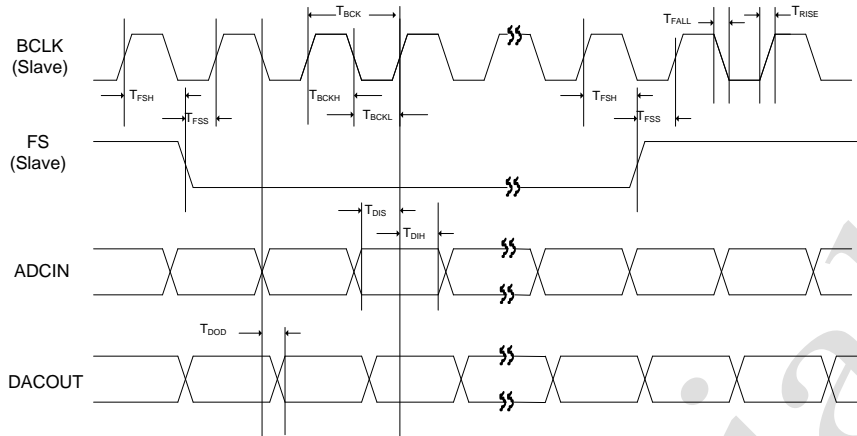 T_BCK
T_FALL
T_RISE
BCLK
(Slave)
T_FSH
T_BCKH
T_FSH
T_FSS
T_BCKL
T_FSS
FS
(Slave)
T_DIS
T_DIH
ADCIN
T_DOD
DACOUT